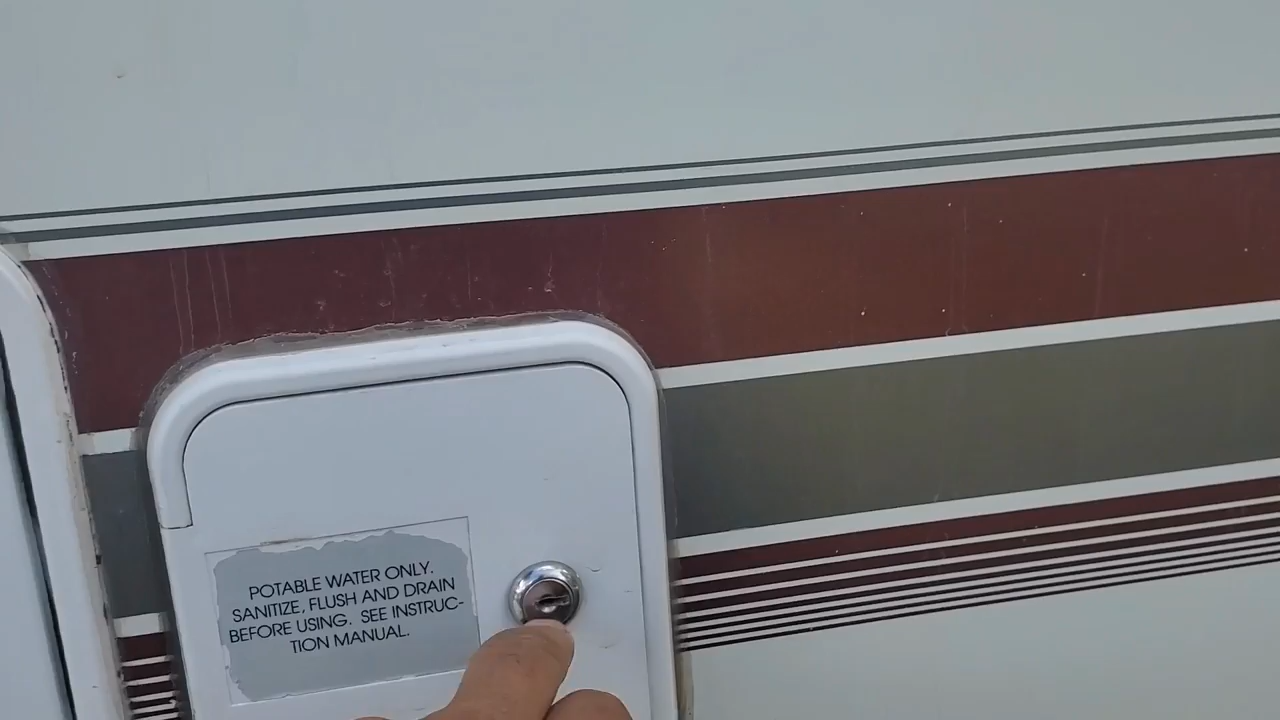 POTABLE WATER ONLY.
SANITIZE, FLUSH AND DRAIN
BEFORE USING. SEE INSTRUC-
TION MANUAL.